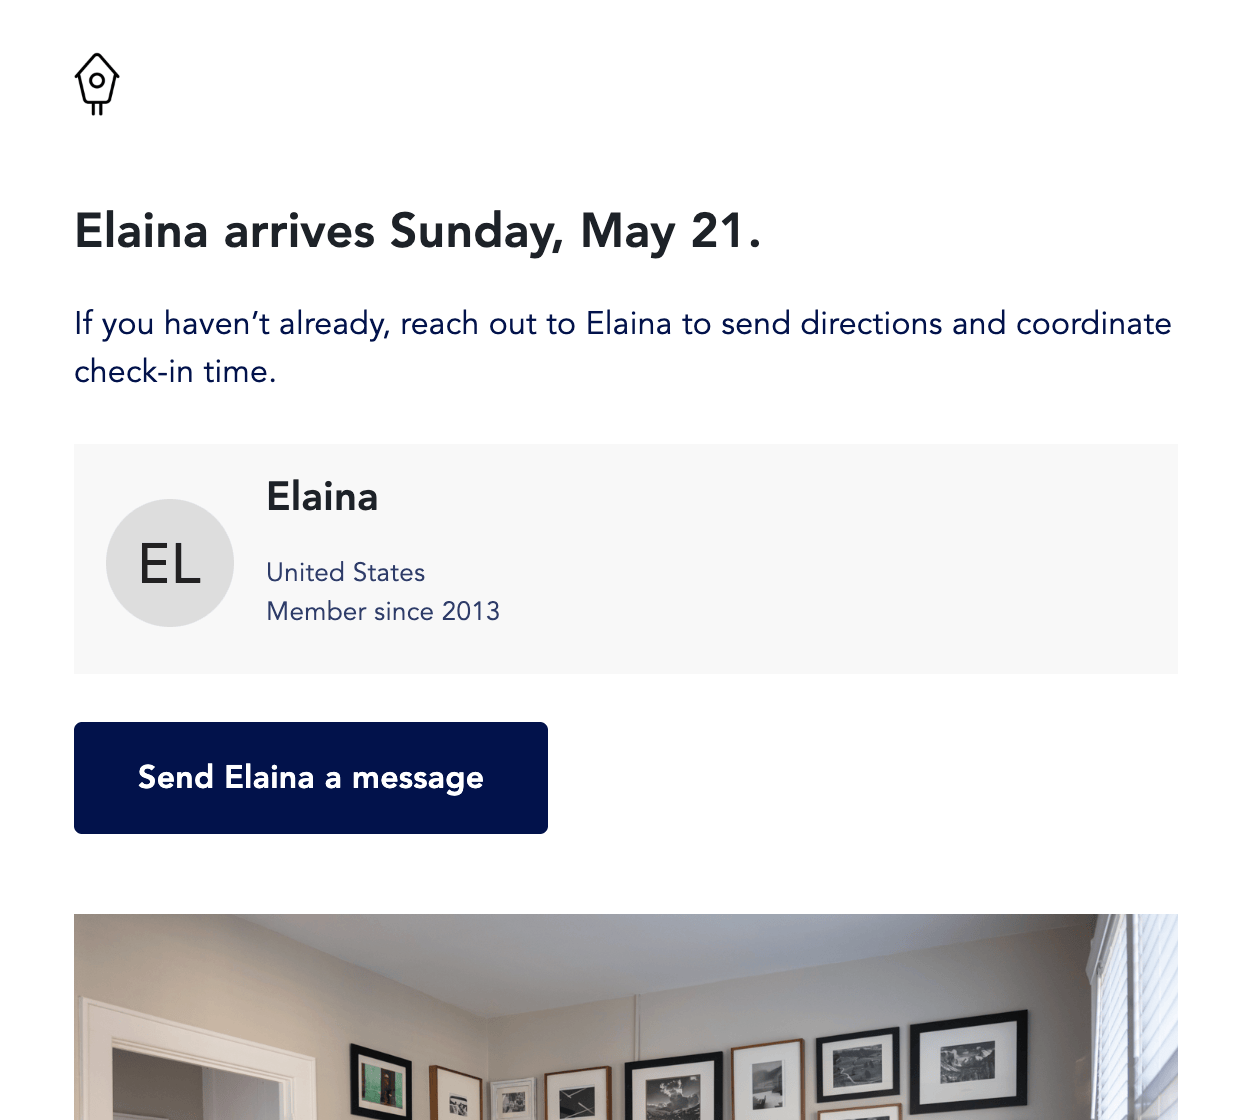 Elaina arrives Sunday, May 21.
If you haven’t already, reach out to Elaina to send directions and coordinate
check-in time.
Elaina
EL
United States
Member since 2013
Send Elaina a message